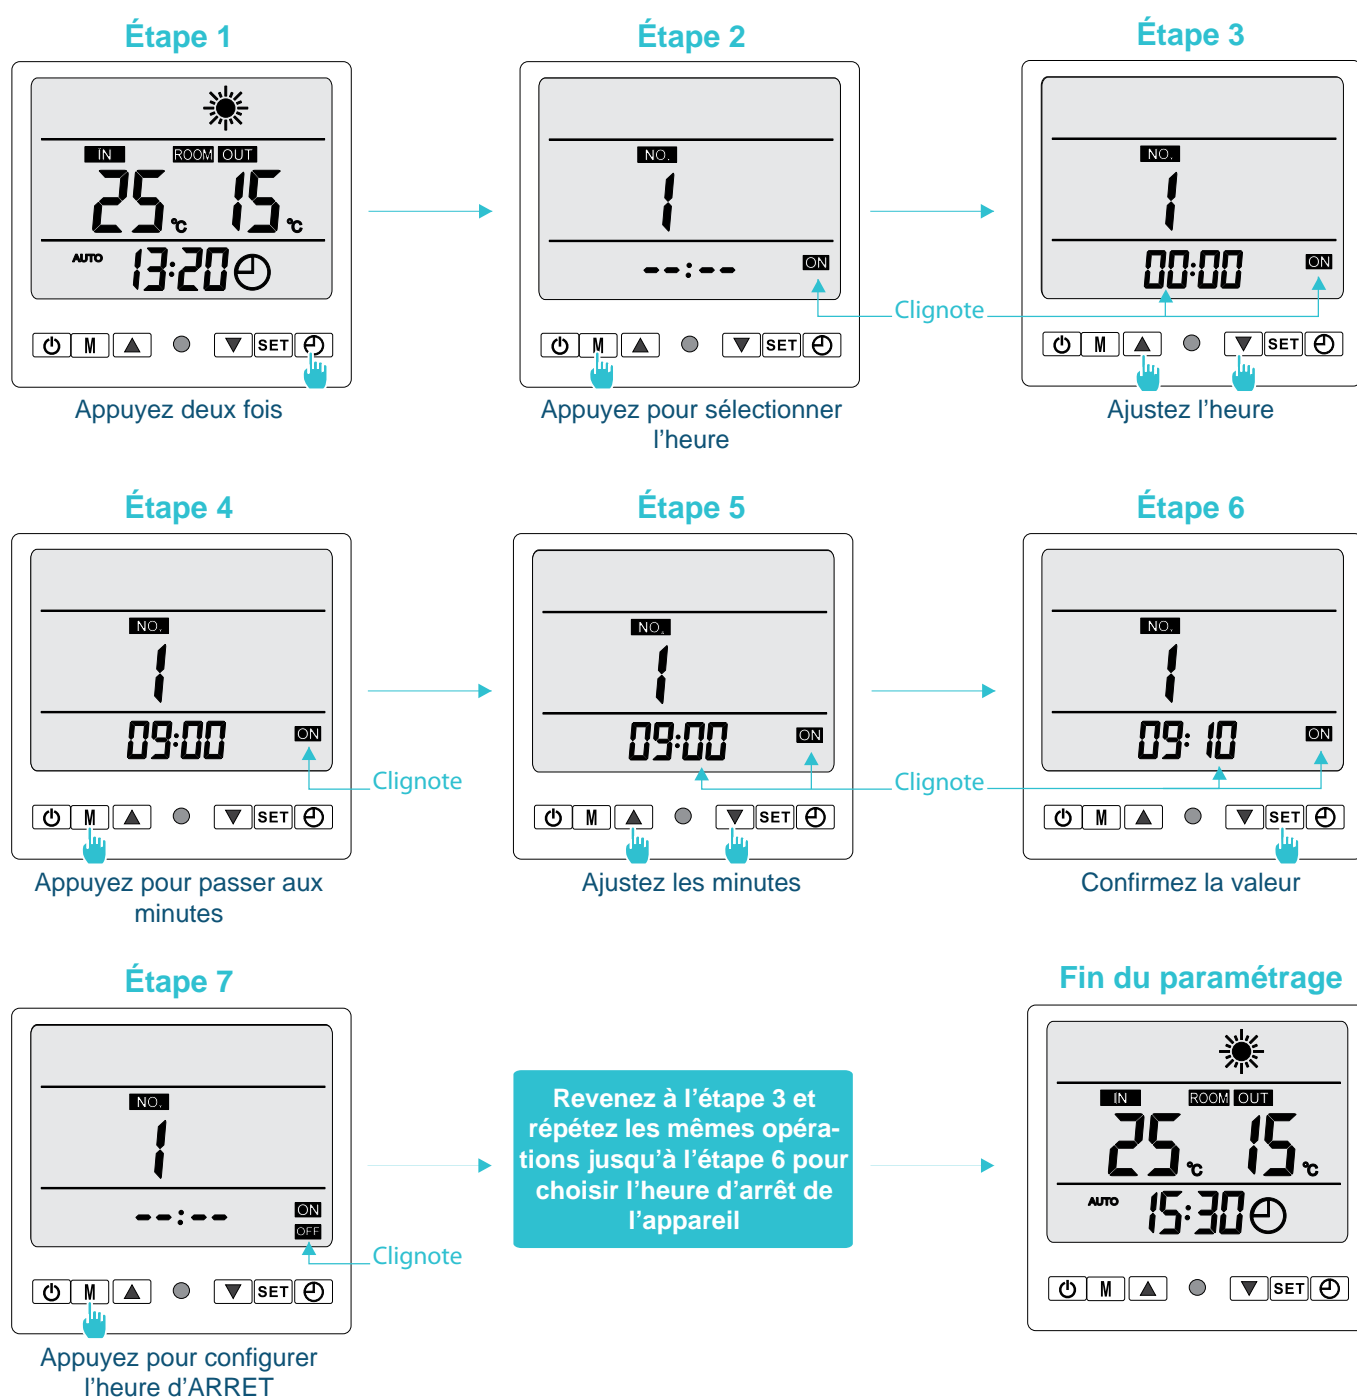 Étape 1
IN ROOM OUT
25 °C 15 °C
AUTO 13:20
M SET
Appuyez deux fois
Étape 2
NO.
1
--:-- ON
M SET
Appuyez pour sélectionner
l'heure
Clignote
Étape 3
NO.
1
00:00 ON
M SET
Ajustez l'heure
Étape 4
NO.
1
09:00 ON
Clignote
M SET
Appuyez pour passer aux
minutes
Étape 5
NO.
1
09:00 ON
M SET
Ajustez les minutes
Clignote
Étape 6
NO.
1
09:10 ON
M SET
Confirmez la valeur
Étape 7
NO.
1
--:-- ON
OFF
Clignote
M SET
Appuyez pour configurer
l'heure d'ARRET
Revenez à l'étape 3 et
répétez les mêmes opéra-
tions jusqu'à l'étape 6 pour
choisir l'heure d'arrêt de
l'appareil
Fin du paramétrage
IN ROOM OUT
25 °C 15 °C
AUTO 15:30
M SET